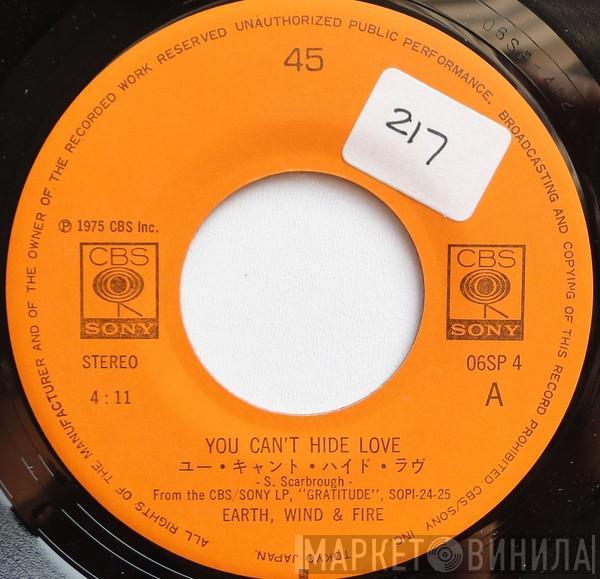 ALL RIGHTS OF THE MANUFACTURER AND OF THE OWNER OF THE RECORDED WORK RESERVED UNAUTHORIZED PUBLIC PERFORMANCE, BROADCASTING AND COPYING OF THIS RECORD PROHIBITED CBS/SONY INC. TOKYO JAPAN.
45
217
℗ 1975 CBS Inc.
CBS
SONY
CBS
SONY
STEREO
06SP 4
4:11
A
YOU CAN'T HIDE LOVE
ユー・キャント・ハイド・ラヴ
- S. Scarbrough -
From the CBS/SONY LP, "GRATITUDE", SOPI-24-25
EARTH, WIND & FIRE
МАРКЕТ ВИНИЛА